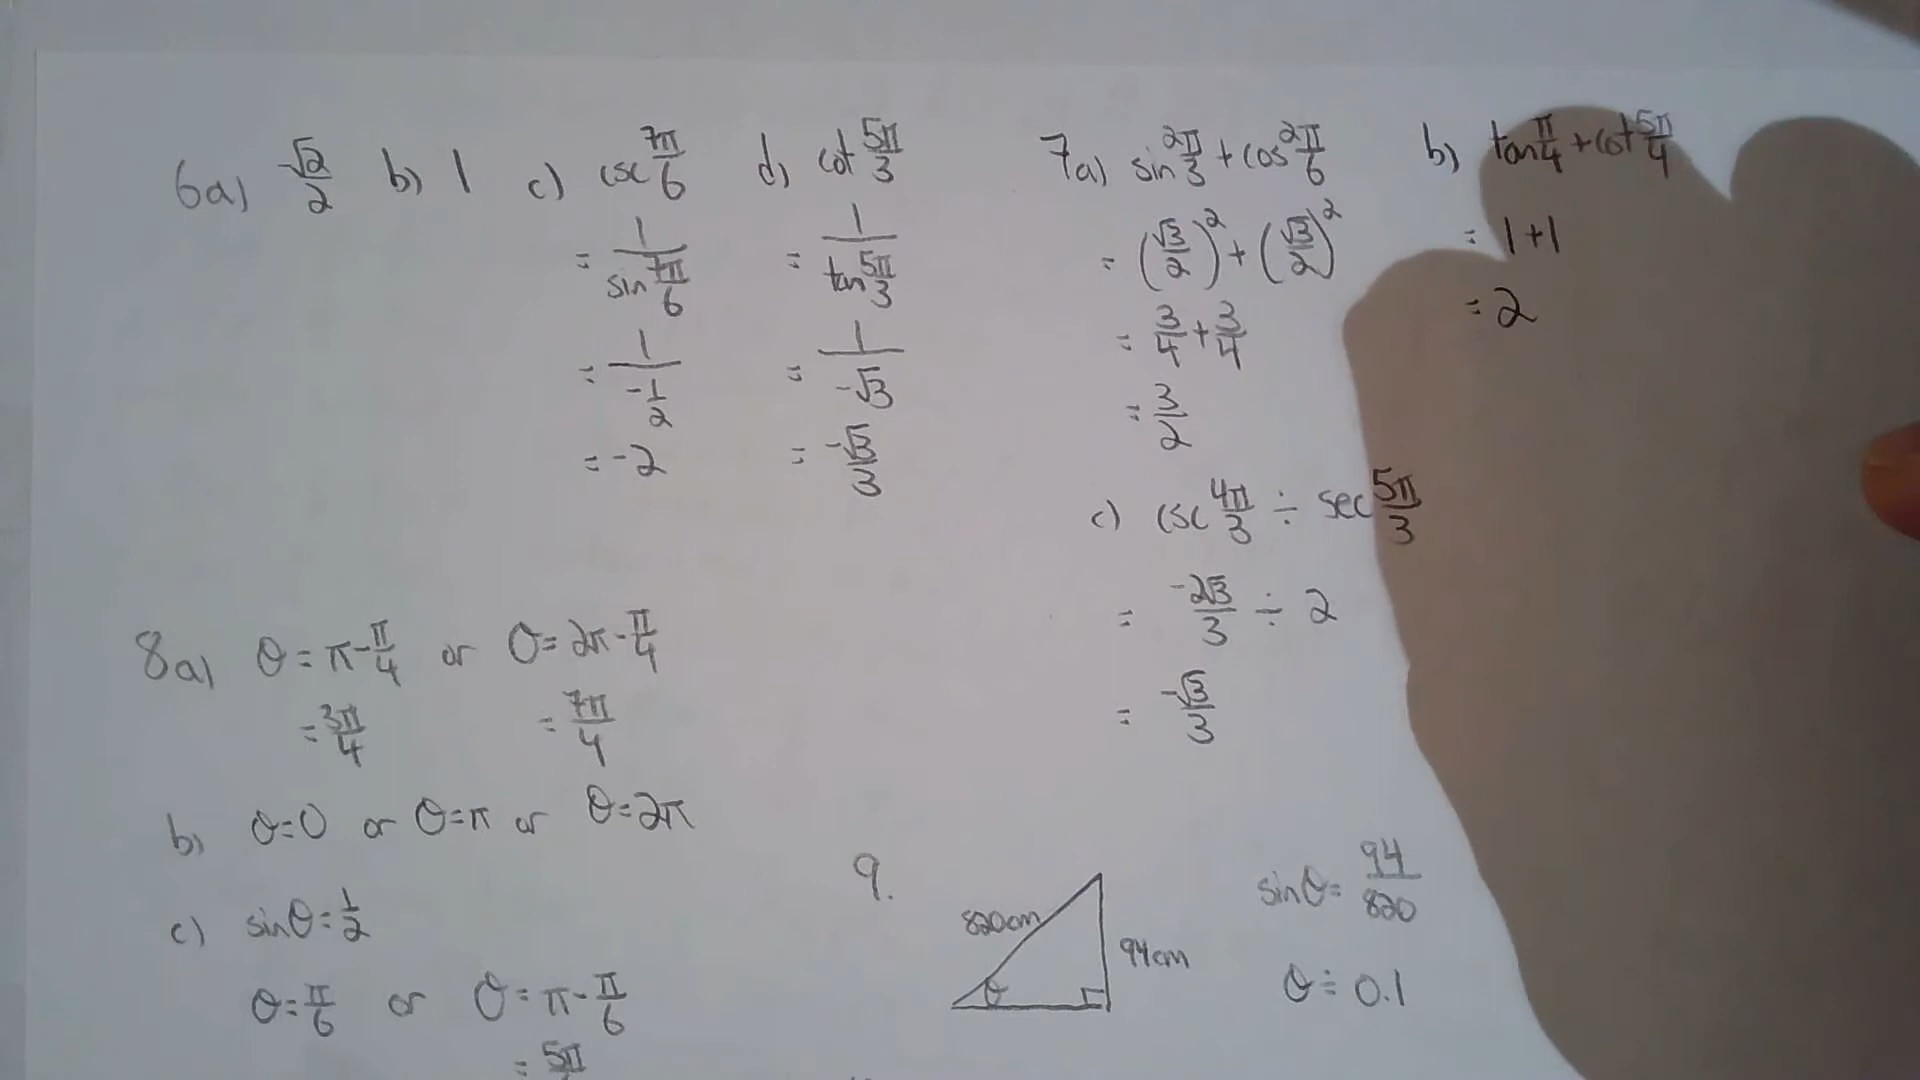 6a) √2/2 b) 1 c) csc 7π/6 d) cot 5π/3
= 1/(sin 7π/6) = 1/(tan 5π/3)
= 1/(-1/2) = 1/(-√3)
= -2 = -√3/3
7a) sin² π/3 + cos² π/6 b) tan π/4 + cot 5π/4
= (√3/2)² + (√3/2)² = 1+1
= 3/4 + 3/4 = 2
= 3/2
c) csc 4π/3 ÷ sec 5π/3
= -2√3/3 ÷ 2
= -√3/3
8a) θ = π - π/4 or θ = 2π - π/4
= 3π/4 = 7π/4
b) θ=0 or θ=π or θ=2π
c) sinθ = 1/2
θ = π/6 or θ = π - π/6
= 5π
9.
820cm
94cm
θ
sinθ = 94/820
θ ≐ 0.1